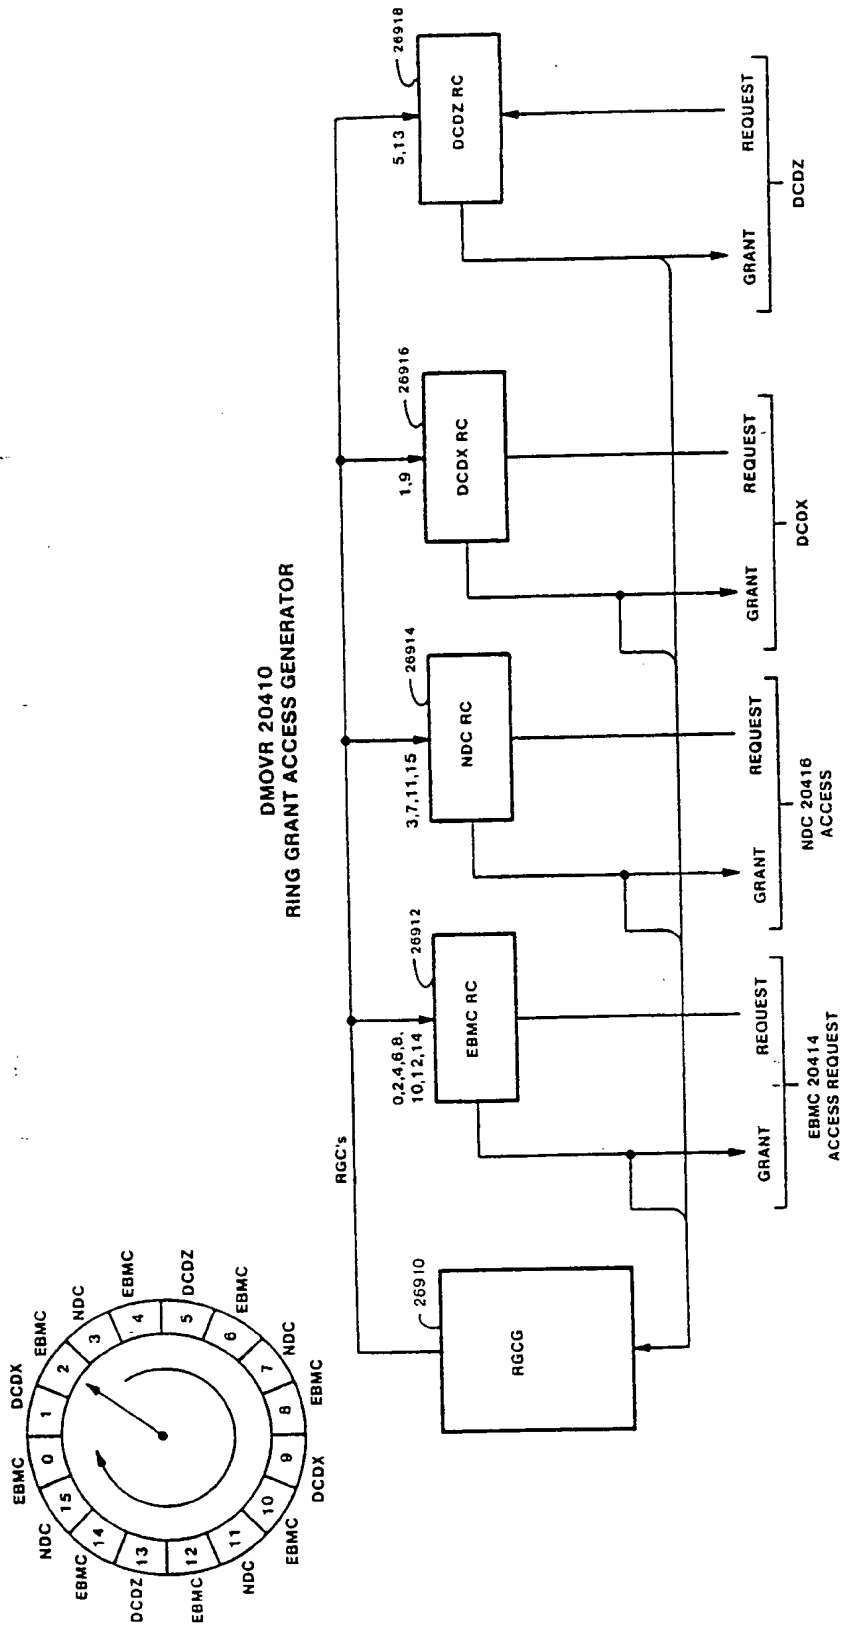 DMOVR 20410
RING GRANT ACCESS GENERATOR
EBMC
0
DCDX
1
EBMC
2
NDC
3
EBMC
4
DCDZ
5
EBMC
6
NDC
7
EBMC
8
DCDX
9
EBMC
10
NDC
11
EBMC
12
DCDZ
13
EBMC
14
NDC
15
RGC's
26910
RGCG
0,2,4,6,8,
10,12,14
26912
EBMC RC
3,7,11,15
26914
NDC RC
1,9
26916
DCDX RC
5,13
26918
DCDZ RC
GRANT
REQUEST
EBMC 20414
ACCESS REQUEST
GRANT
REQUEST
NDC 20416
ACCESS
GRANT
REQUEST
DCDX
GRANT
REQUEST
DCDZ